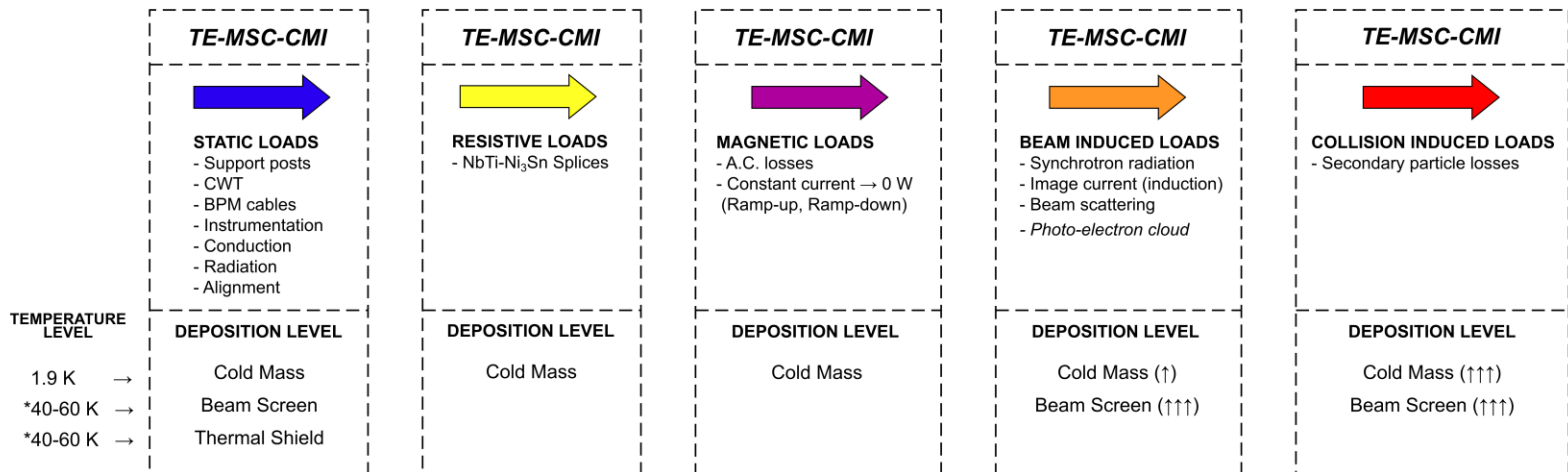 TE-MSC-CMI
STATIC LOADS
- Support posts
- CWT
- BPM cables
- Instrumentation
- Conduction
- Radiation
- Alignment
TE-MSC-CMI
RESISTIVE LOADS
- NbTi-Ni₃Sn Splices
TE-MSC-CMI
MAGNETIC LOADS
- A.C. losses
- Constant current → 0 W
(Ramp-up, Ramp-down)
TE-MSC-CMI
BEAM INDUCED LOADS
- Synchrotron radiation
- Image current (induction)
- Beam scattering
- Photo-electron cloud
TE-MSC-CMI
COLLISION INDUCED LOADS
- Secondary particle losses
TEMPERATURE
LEVEL
1.9 K →
*40-60 K →
*40-60 K →
DEPOSITION LEVEL
Cold Mass
Beam Screen
Thermal Shield
DEPOSITION LEVEL
Cold Mass
DEPOSITION LEVEL
Cold Mass
DEPOSITION LEVEL
Cold Mass (↑)
Beam Screen (↑↑↑)
DEPOSITION LEVEL
Cold Mass (↑↑↑)
Beam Screen (↑↑↑)